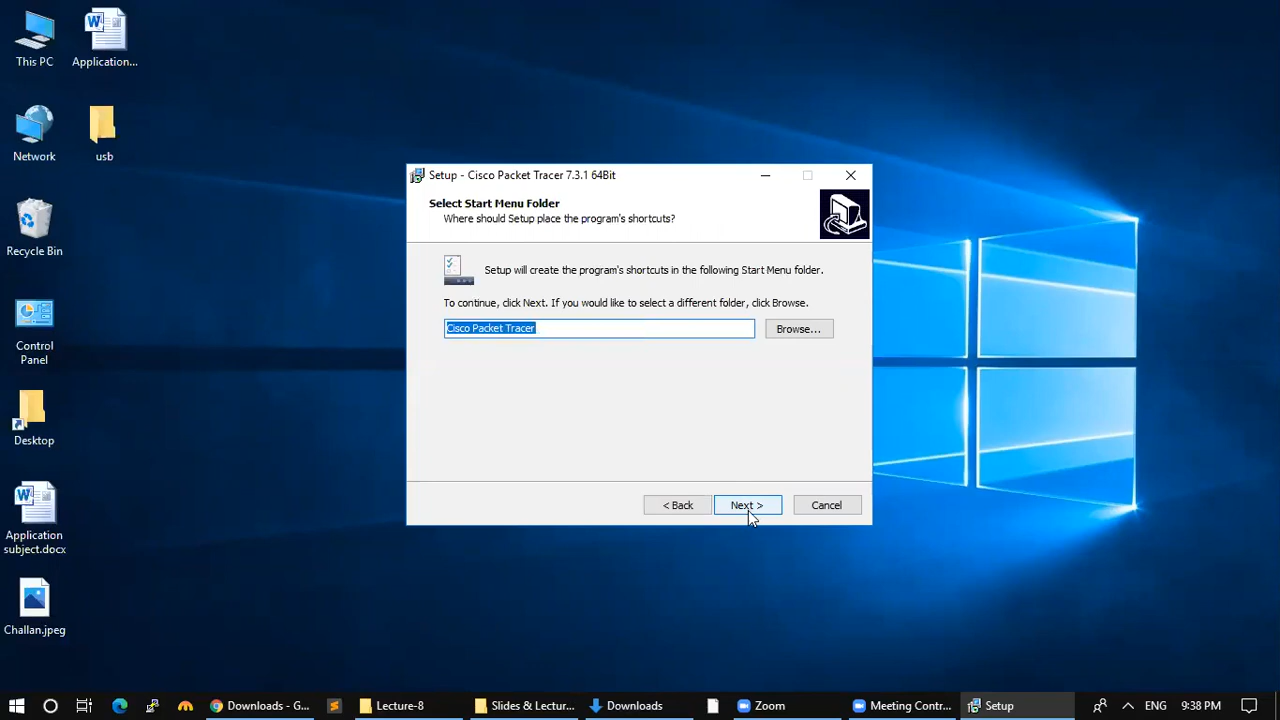 This PC
Application...
Network
usb
Recycle Bin
Control
Panel
Desktop
Application
subject.docx
Challan.jpeg
Setup - Cisco Packet Tracer 7.3.1 64Bit
Select Start Menu Folder
Where should Setup place the program's shortcuts?
Setup will create the program's shortcuts in the following Start Menu folder.
To continue, click Next. If you would like to select a different folder, click Browse.
Cisco Packet Tracer
Browse...
< Back
Next >
Cancel
Downloads - G...
Lecture-8
Slides & Lectur...
Downloads
Zoom
Meeting Contr...
Setup
ENG
9:38 PM